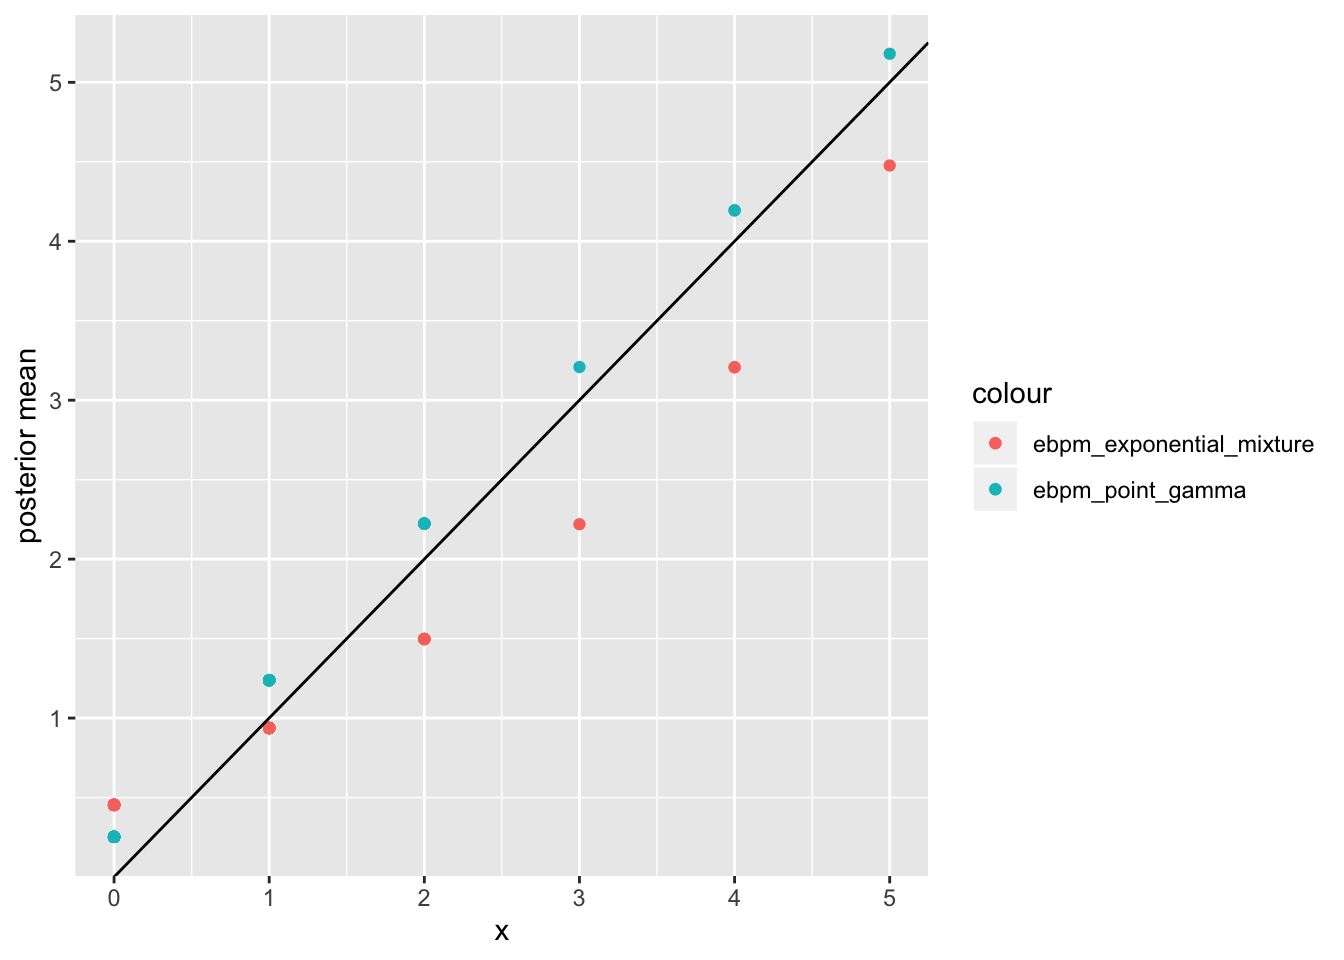 5
4
3
2
1
posterior mean
0 1 2 3 4 5
x
colour
ebpm_exponential_mixture
ebpm_point_gamma